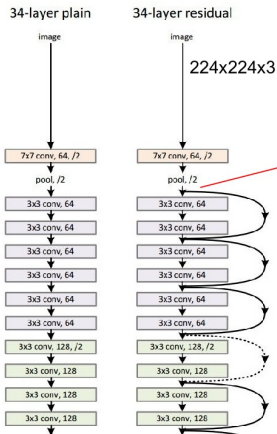 34-layer plain
34-layer residual
image
image
224x224x3
7x7 conv, 64, /2
7x7 conv, 64, /2
pool, /2
pool, /2
3x3 conv, 64
3x3 conv, 64
3x3 conv, 64
3x3 conv, 64
3x3 conv, 64
3x3 conv, 64
3x3 conv, 64
3x3 conv, 64
3x3 conv, 64
3x3 conv, 64
3x3 conv, 64
3x3 conv, 64
3x3 conv, 128, /2
3x3 conv, 128, /2
3x3 conv, 128
3x3 conv, 128
3x3 conv, 128
3x3 conv, 128
3x3 conv, 128
3x3 conv, 128